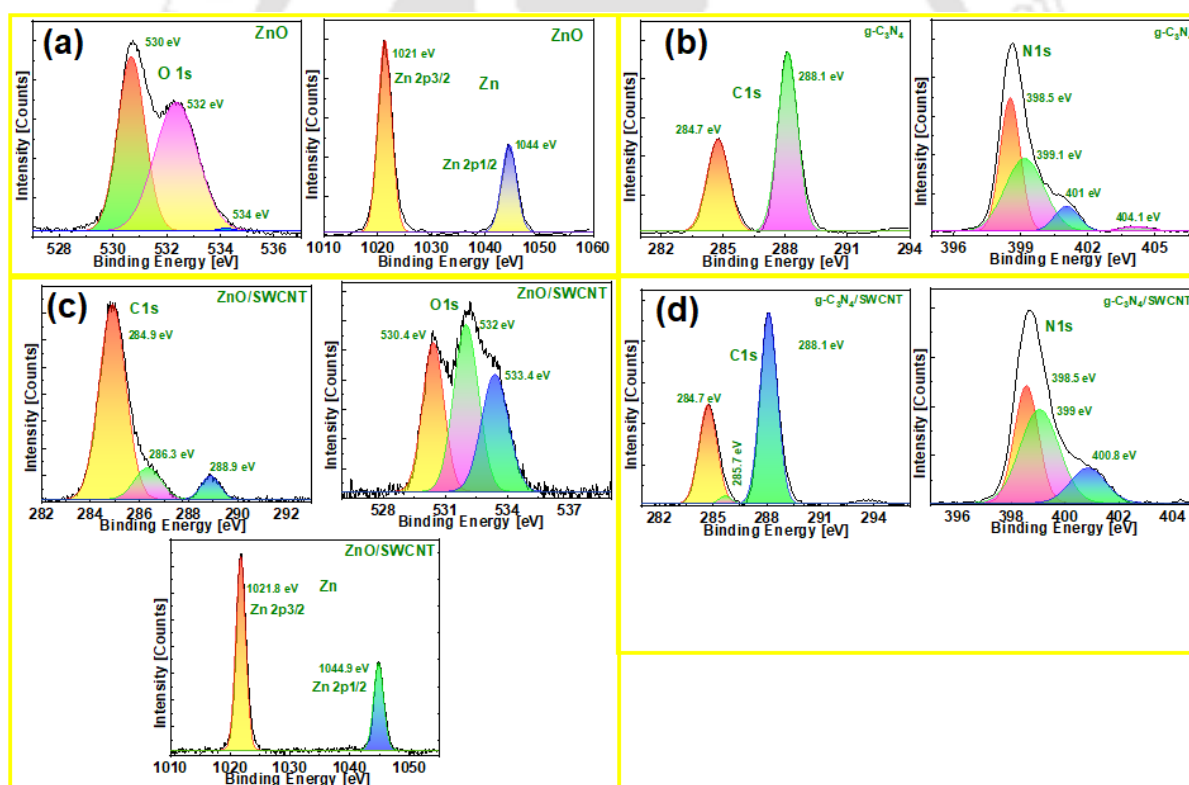 (a)
ZnO
530 eV
O 1s
532 eV
534 eV
Intensity [Counts]
528 530 532 534 536
Binding Energy [eV]
ZnO
1021 eV
Zn 2p3/2
Zn
1044 eV
Zn 2p1/2
Intensity [Counts]
1010 1020 1030 1040 1050 1060
Binding Energy [eV]
(b)
g-C₃N₄
288.1 eV
C1s
284.7 eV
Intensity [Counts]
282 285 288 291 294
Binding Energy [eV]
g-C₃N
N1s
398.5 eV
399.1 eV
401 eV
404.1 eV
Intensity [Counts]
396 399 402 405
Binding Energy [eV]
(c)
ZnO/SWCNT
C1s
284.9 eV
286.3 eV
288.9 eV
Intensity [Counts]
282 284 286 288 290 292
Binding Energy [eV]
ZnO/SWCNT
O1s
530.4 eV
532 eV
533.4 eV
Intensity [Counts]
528 531 534 537
Binding Energy [eV]
ZnO/SWCNT
1021.8 eV
Zn
Zn 2p3/2
1044.9 eV
Zn 2p1/2
Intensity [Counts]
1010 1020 1030 1040 1050
Binding Energy [eV]
(d)
g-C₃N₄/SWCNT
288.1 eV
C1s
284.7 eV
285.7 eV
Intensity [Counts]
282 285 288 291 294
Binding Energy [eV]
g-C₃N₄/SWCNT
N1s
398.5 eV
399 eV
400.8 eV
Intensity [Counts]
396 398 400 402 404
Binding Energy [eV]